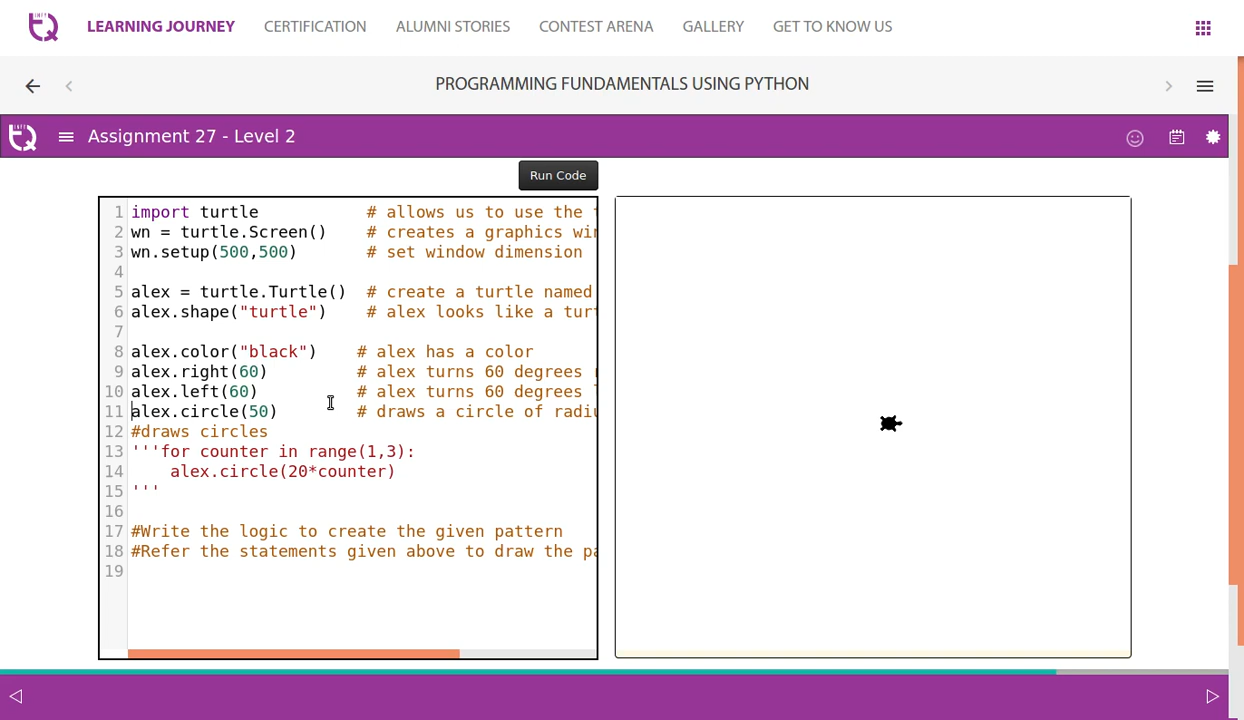 LEARNING JOURNEY CERTIFICATION ALUMNI STORIES CONTEST ARENA GALLERY GET TO KNOW US
PROGRAMMING FUNDAMENTALS USING PYTHON
Assignment 27 - Level 2
Run Code
1 import turtle # allows us to use the
2 wn = turtle.Screen() # creates a graphics
3 wn.setup(500,500) # set window dimension
4
5 alex = turtle.Turtle() # create a turtle named
6 alex.shape("turtle") # alex looks like a
7
8 alex.color("black") # alex has a color
9 alex.right(60) # alex turns 60 degrees
10 alex.left(60) # alex turns 60 degrees
11 alex.circle(50) # draws a circle of
12 #draws circles
13 '''for counter in range(1,3):
14 alex.circle(20*counter)
15 '''
16
17 #Write the logic to create the given pattern
18 #Refer the statements given above to draw the
19